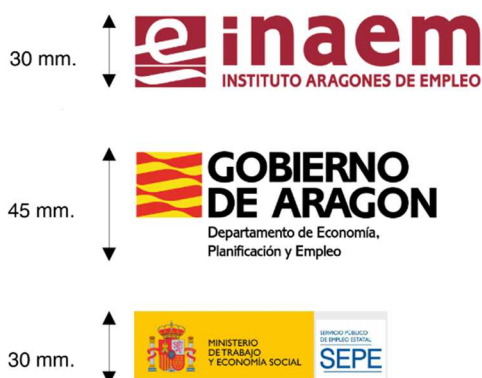 30 mm.
e inaem
INSTITUTO ARAGONES DE EMPLEO
45 mm.
GOBIERNO
DE ARAGON
Departamento de Economía,
Planificación y Empleo
30 mm.
MINISTERIO
DE TRABAJO
Y ECONOMÍA SOCIAL
SERVICIO PÚBLICO
DE EMPLEO ESTATAL
SEPE